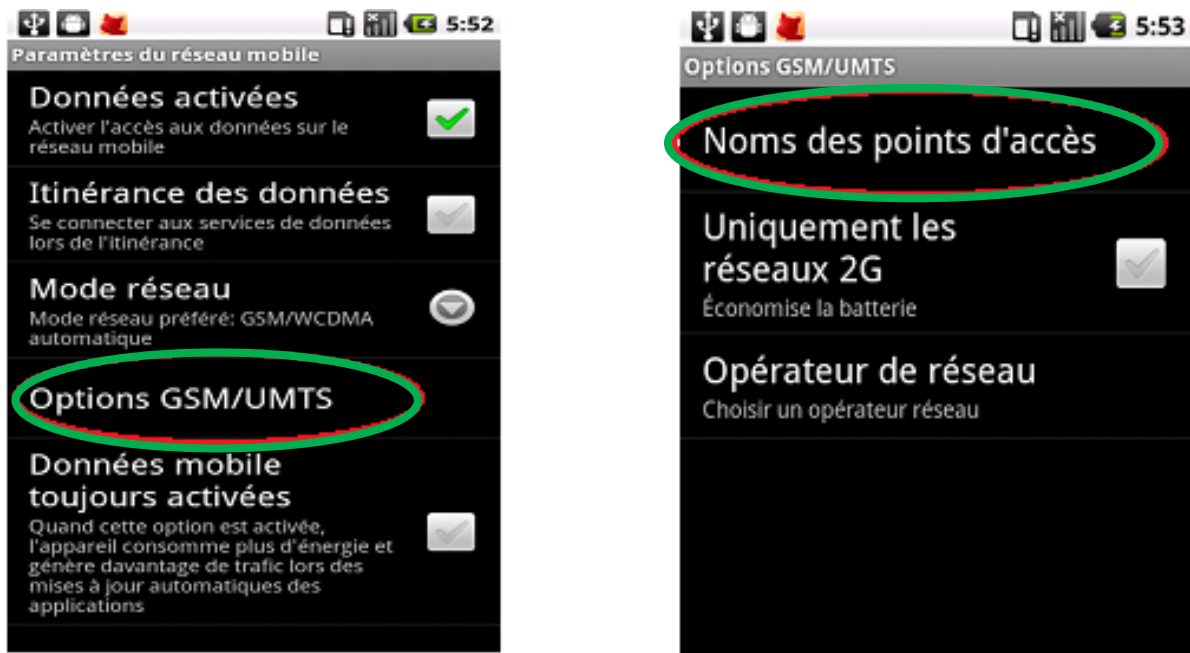 5:52
Paramètres du réseau mobile
Données activées
Activer l'accès aux données sur le
réseau mobile
Itinérance des données
Se connecter aux services de données
lors de l'itinérance
Mode réseau
Mode réseau préféré: GSM/WCDMA
automatique
Options GSM/UMTS
Données mobile
toujours activées
Quand cette option est activée,
l'appareil consomme plus d'énergie et
génère davantage de trafic lors des
mises à jour automatiques des
applications
5:53
Options GSM/UMTS
Noms des points d'accès
Uniquement les
réseaux 2G
Économise la batterie
Opérateur de réseau
Choisir un opérateur réseau